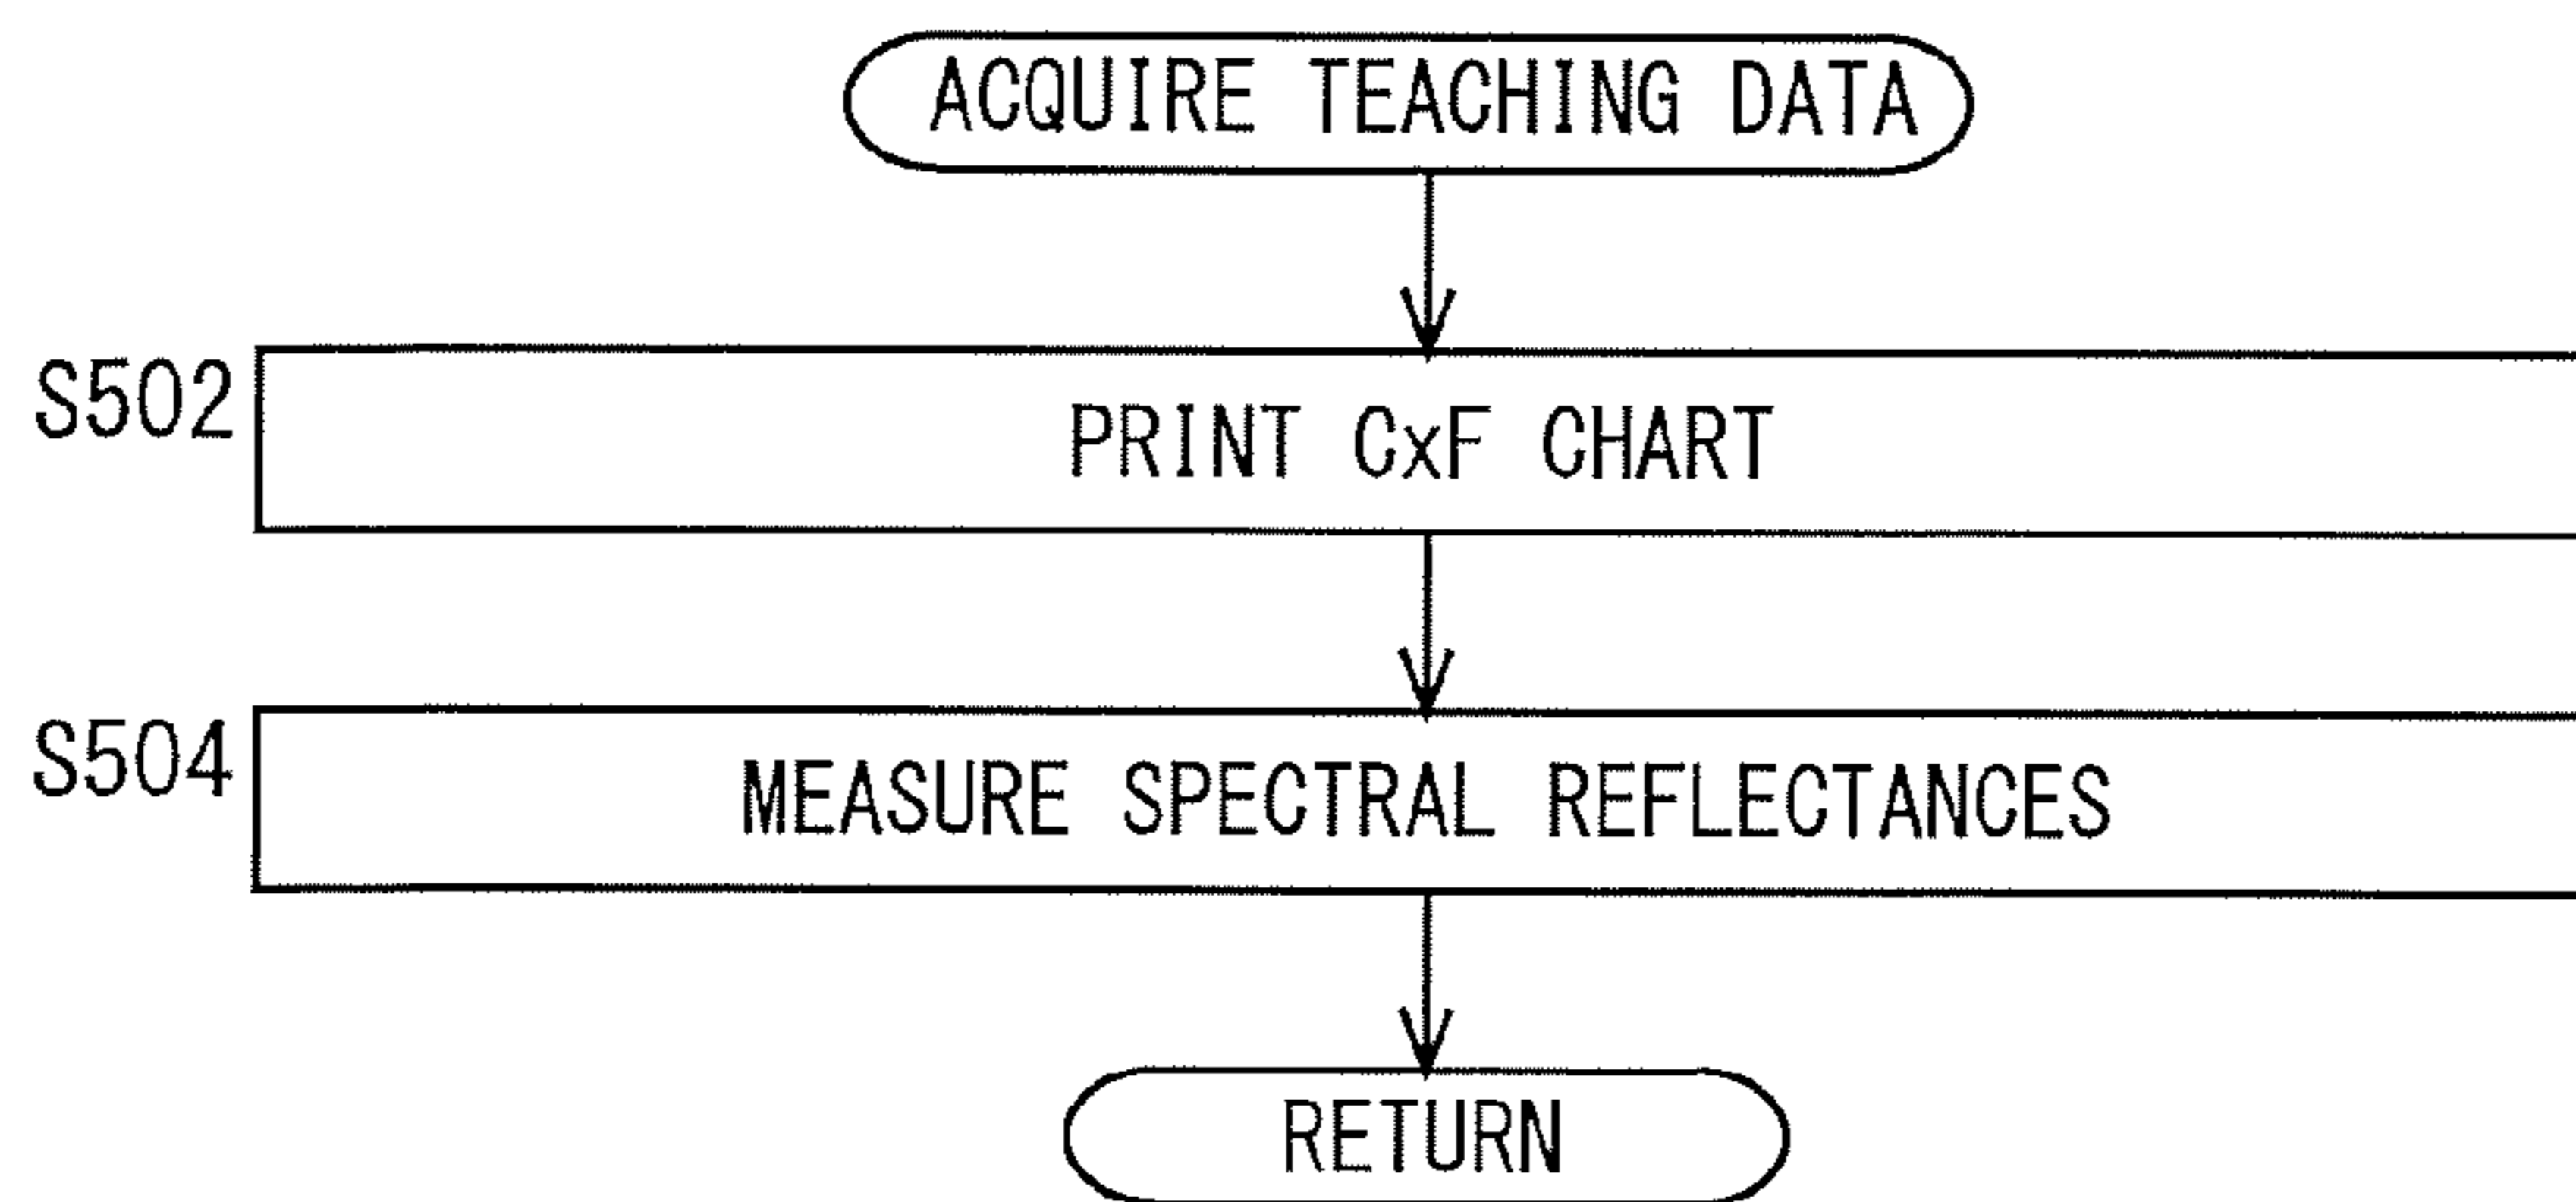 ACQUIRE TEACHING DATA
S502
PRINT CxF CHART
S504
MEASURE SPECTRAL REFLECTANCES
RETURN